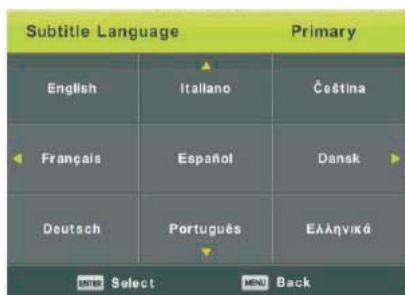 Subtitle Language Primary
English Italiano Čeština
Français Español Dansk
Deutsch Português Ελληνικά
ENTER Select MENU Back